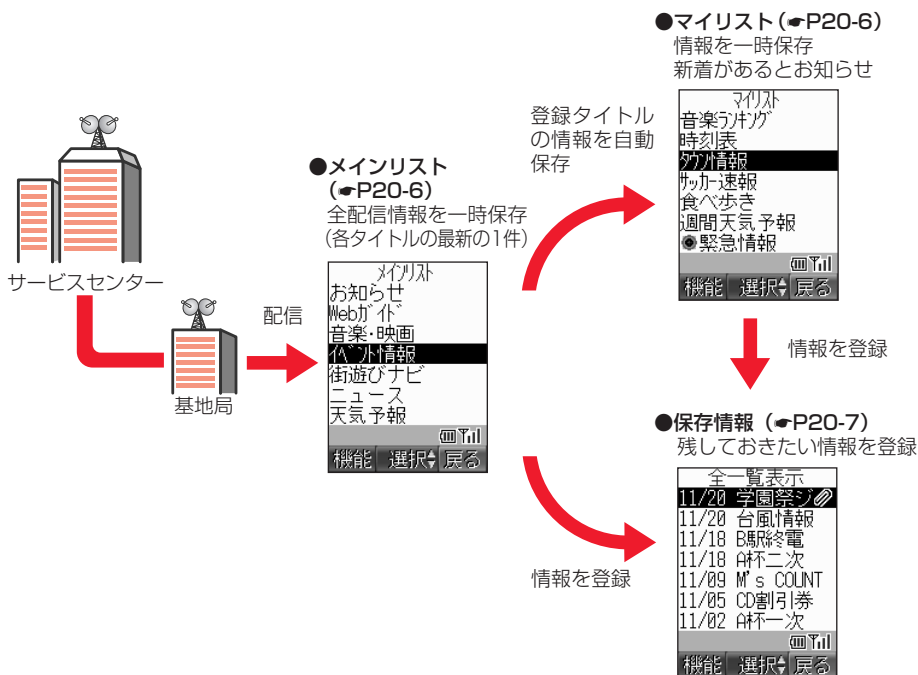 サービスセンター
基地局
配信
●メインリスト
(☛P20-6)
全配信情報を一時保存
(各タイトルの最新の1件)
メインリスト
お知らせ
Webガイド
音楽・映画
イベント情報
街遊びナビ
ニュース
天気予報
機能 選択 戻る
登録タイトル
の情報を自動
保存
●マイリスト(☛P20-6)
情報を一時保存
新着があるとお知らせ
マイリスト
音楽ランキング
時刻表
タウン情報
サッカー速報
食べ歩き
週間天気予報
緊急情報
機能 選択 戻る
情報を登録
情報を登録
●保存情報(☛P20-7)
残しておきたい情報を登録
全一覧表示
11/20 学園祭ジ
11/20 台風情報
11/18 B駅終電
11/18 A杯二次
11/09 M's COUNT
11/05 CD割引券
11/02 A杯一次
機能 選択 戻る